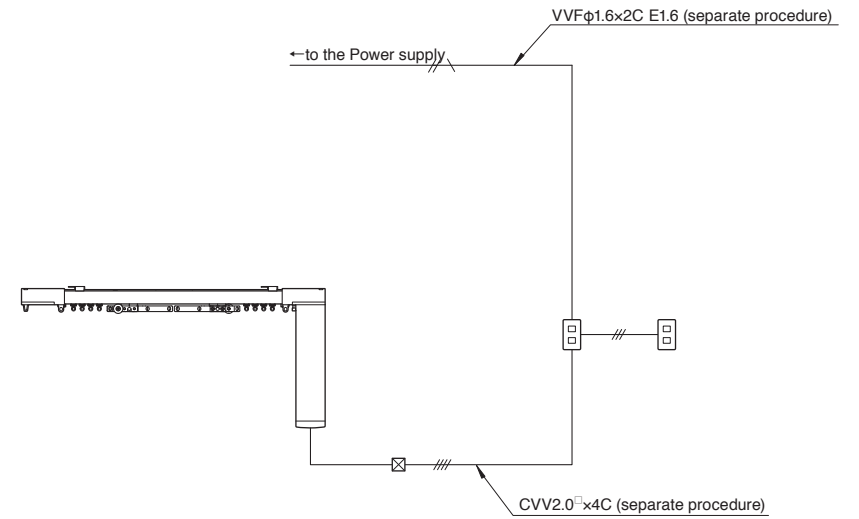 VVFφ1.6×2C E1.6 (separate procedure)
←to the Power supply
CVV2.0□×4C (separate procedure)